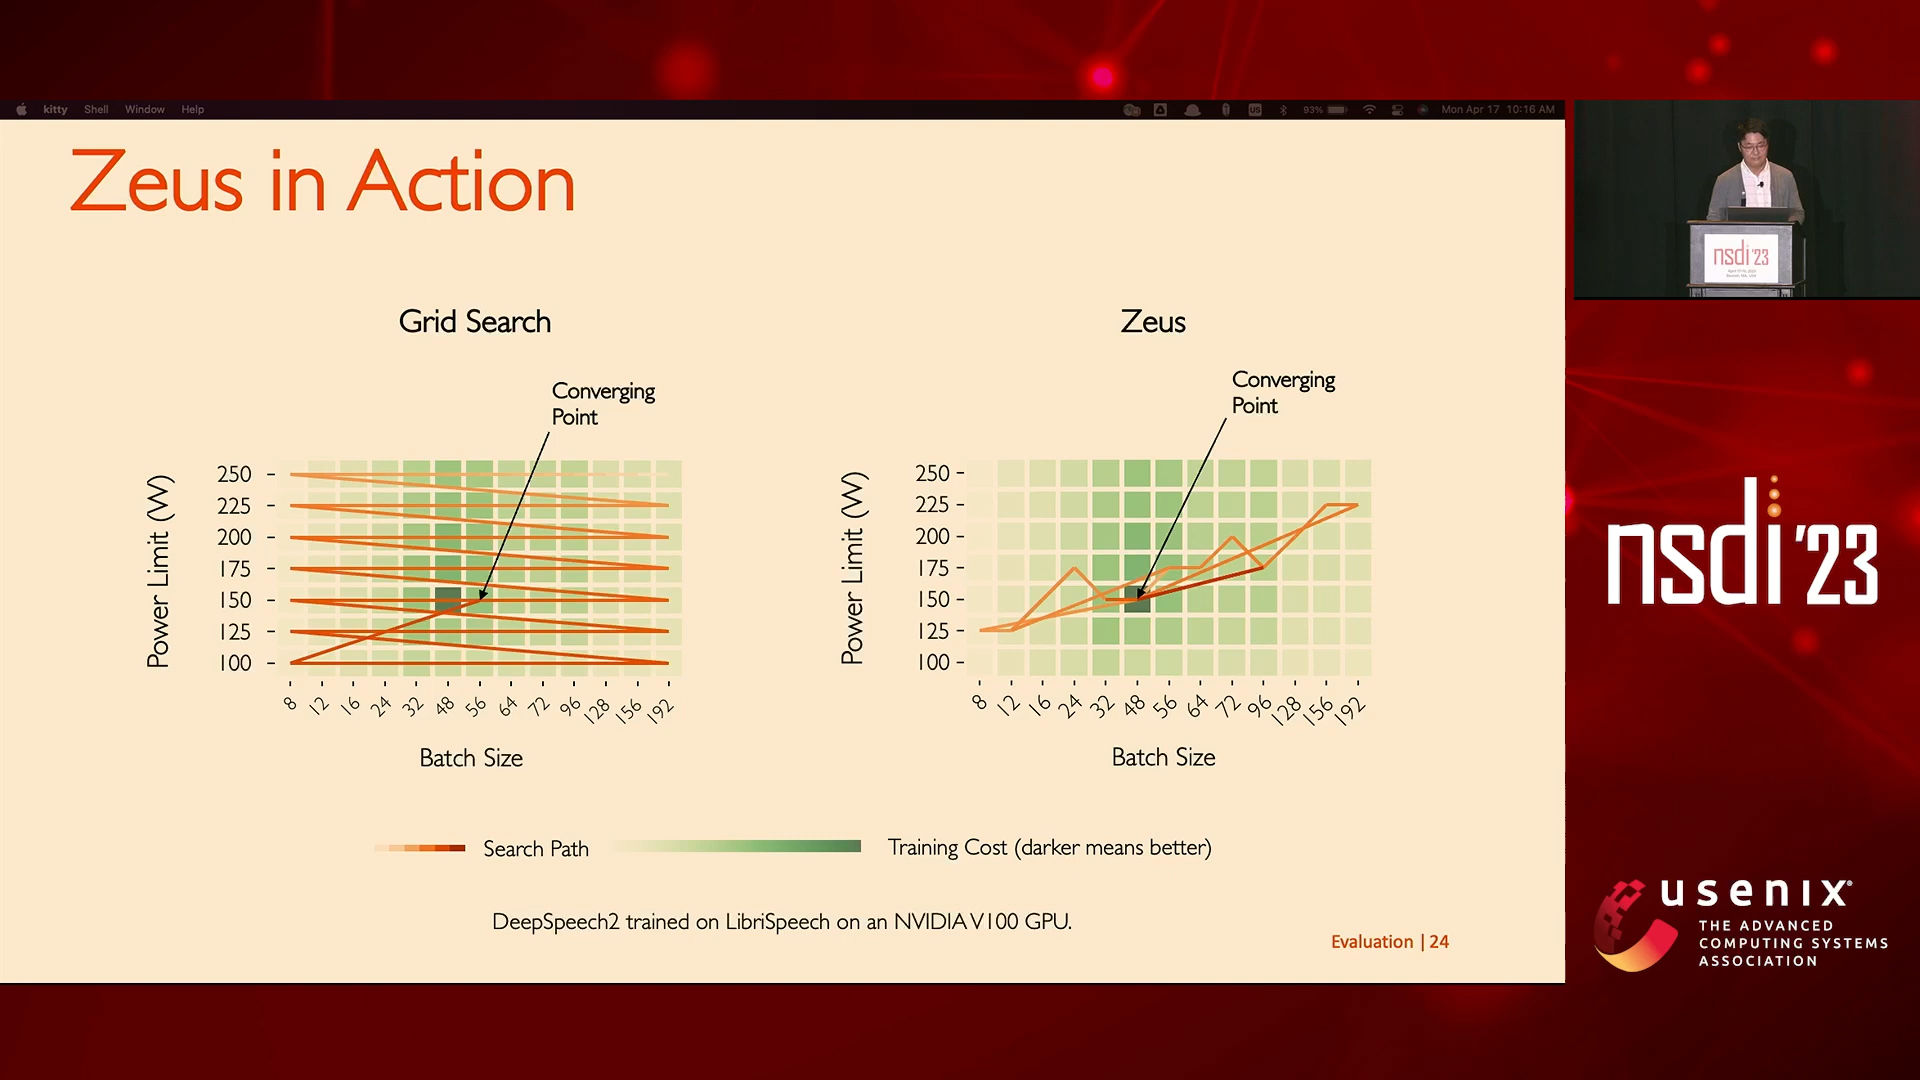 kitty Shell Window Help
93% Mon Apr 17 10:16 AM
Zeus in Action
Grid Search
Converging
Point
Power Limit (W)
250
225
200
175
150
125
100
8 12 16 24 32 48 56 64 72 96 128 156 192
Batch Size
Zeus
Converging
Point
Power Limit (W)
250
225
200
175
150
125
100
8 12 16 24 32 48 56 64 72 96 128 156 192
Batch Size
Search Path
Training Cost (darker means better)
DeepSpeech2 trained on LibriSpeech on an NVIDIA V100 GPU.
Evaluation | 24
nsdi '23
nsdi '23
usenix®
THE ADVANCED
COMPUTING SYSTEMS
ASSOCIATION